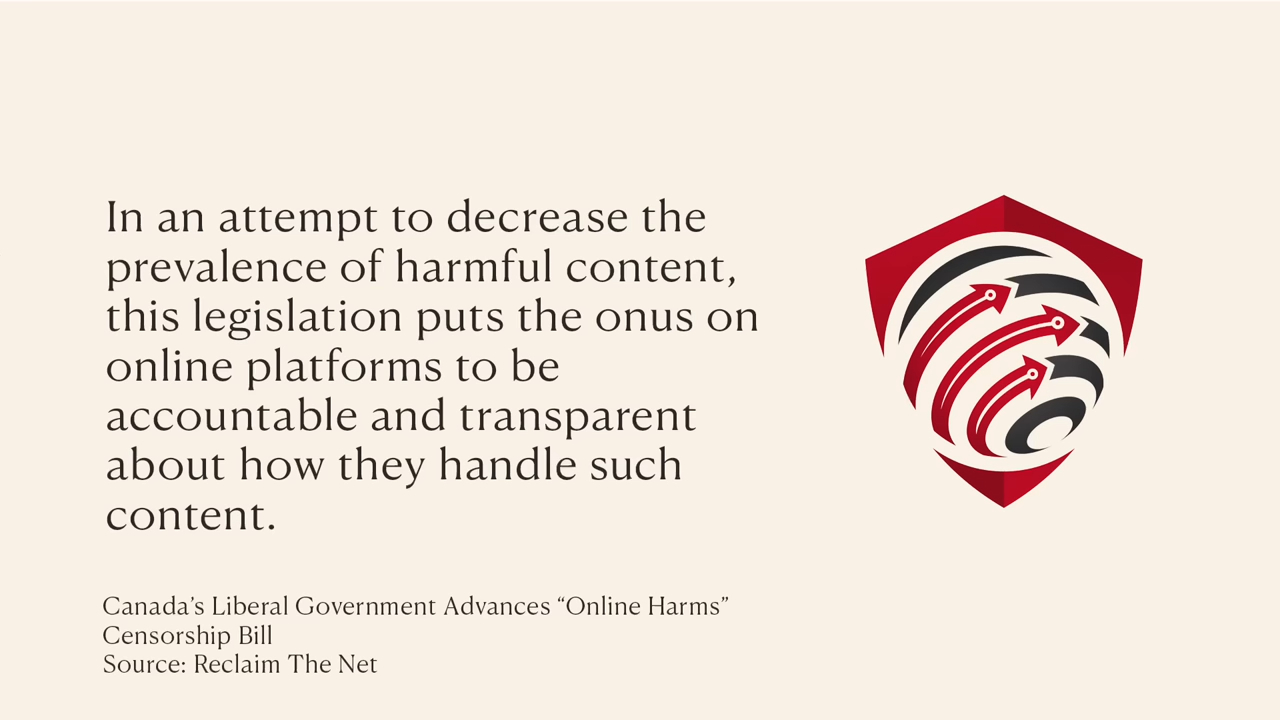 In an attempt to decrease the
prevalence of harmful content,
this legislation puts the onus on
online platforms to be
accountable and transparent
about how they handle such
content.
Canada’s Liberal Government Advances “Online Harms”
Censorship Bill
Source: Reclaim The Net